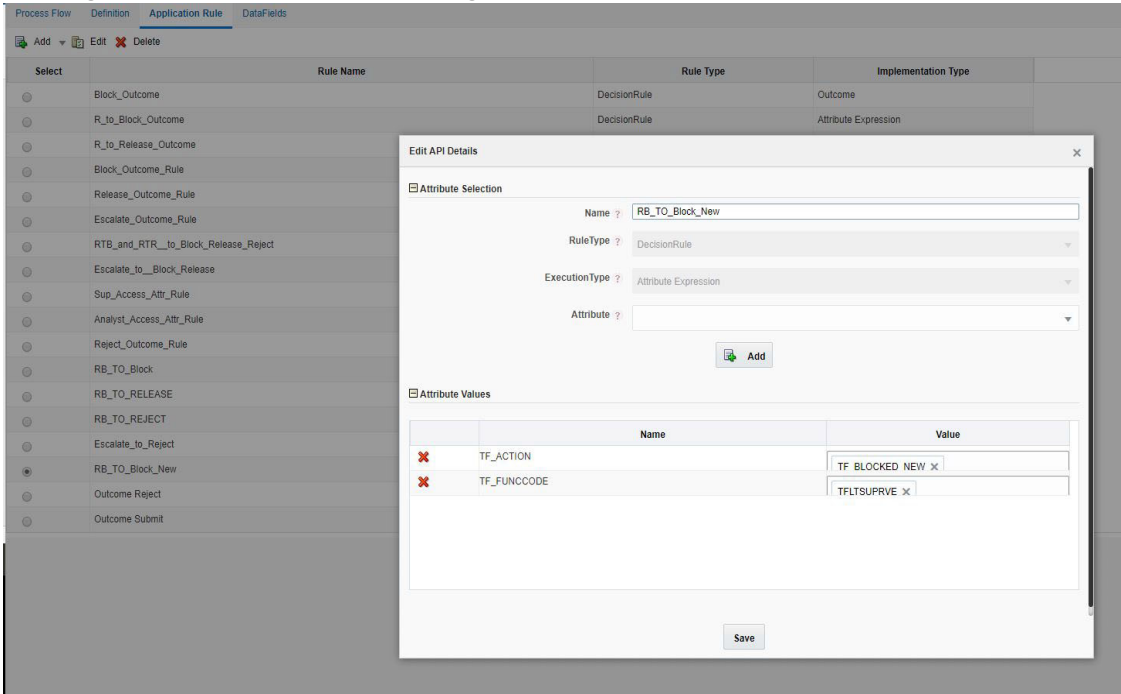 Process Flow Definition Application Rule DataFields
Add Edit Delete
Select Rule Name Rule Type Implementation Type
Block_Outcome DecisionRule Outcome
R_to_Block_Outcome DecisionRule Attribute Expression
R_to_Release_Outcome
Block_Outcome_Rule
Release_Outcome_Rule
Escalate_Outcome_Rule
RTB_and_RTR__to_Block_Release_Reject
Escalate_to__Block_Release
Sup_Access_Attr_Rule
Analyst_Access_Attr_Rule
Reject_Outcome_Rule
RB_TO_Block
RB_TO_RELEASE
RB_TO_REJECT
Escalate_to_Reject
RB_TO_Block_New
Outcome Reject
Outcome Submit
Edit API Details ×
Attribute Selection
Name ? RB_TO_Block_New
RuleType ? DecisionRule
ExecutionType ? Attribute Expression
Attribute ?
Add
Attribute Values
Name Value
TF_ACTION TF_BLOCKED_NEW ×
TF_FUNCCODE TFLTSUPRVE ×
Save